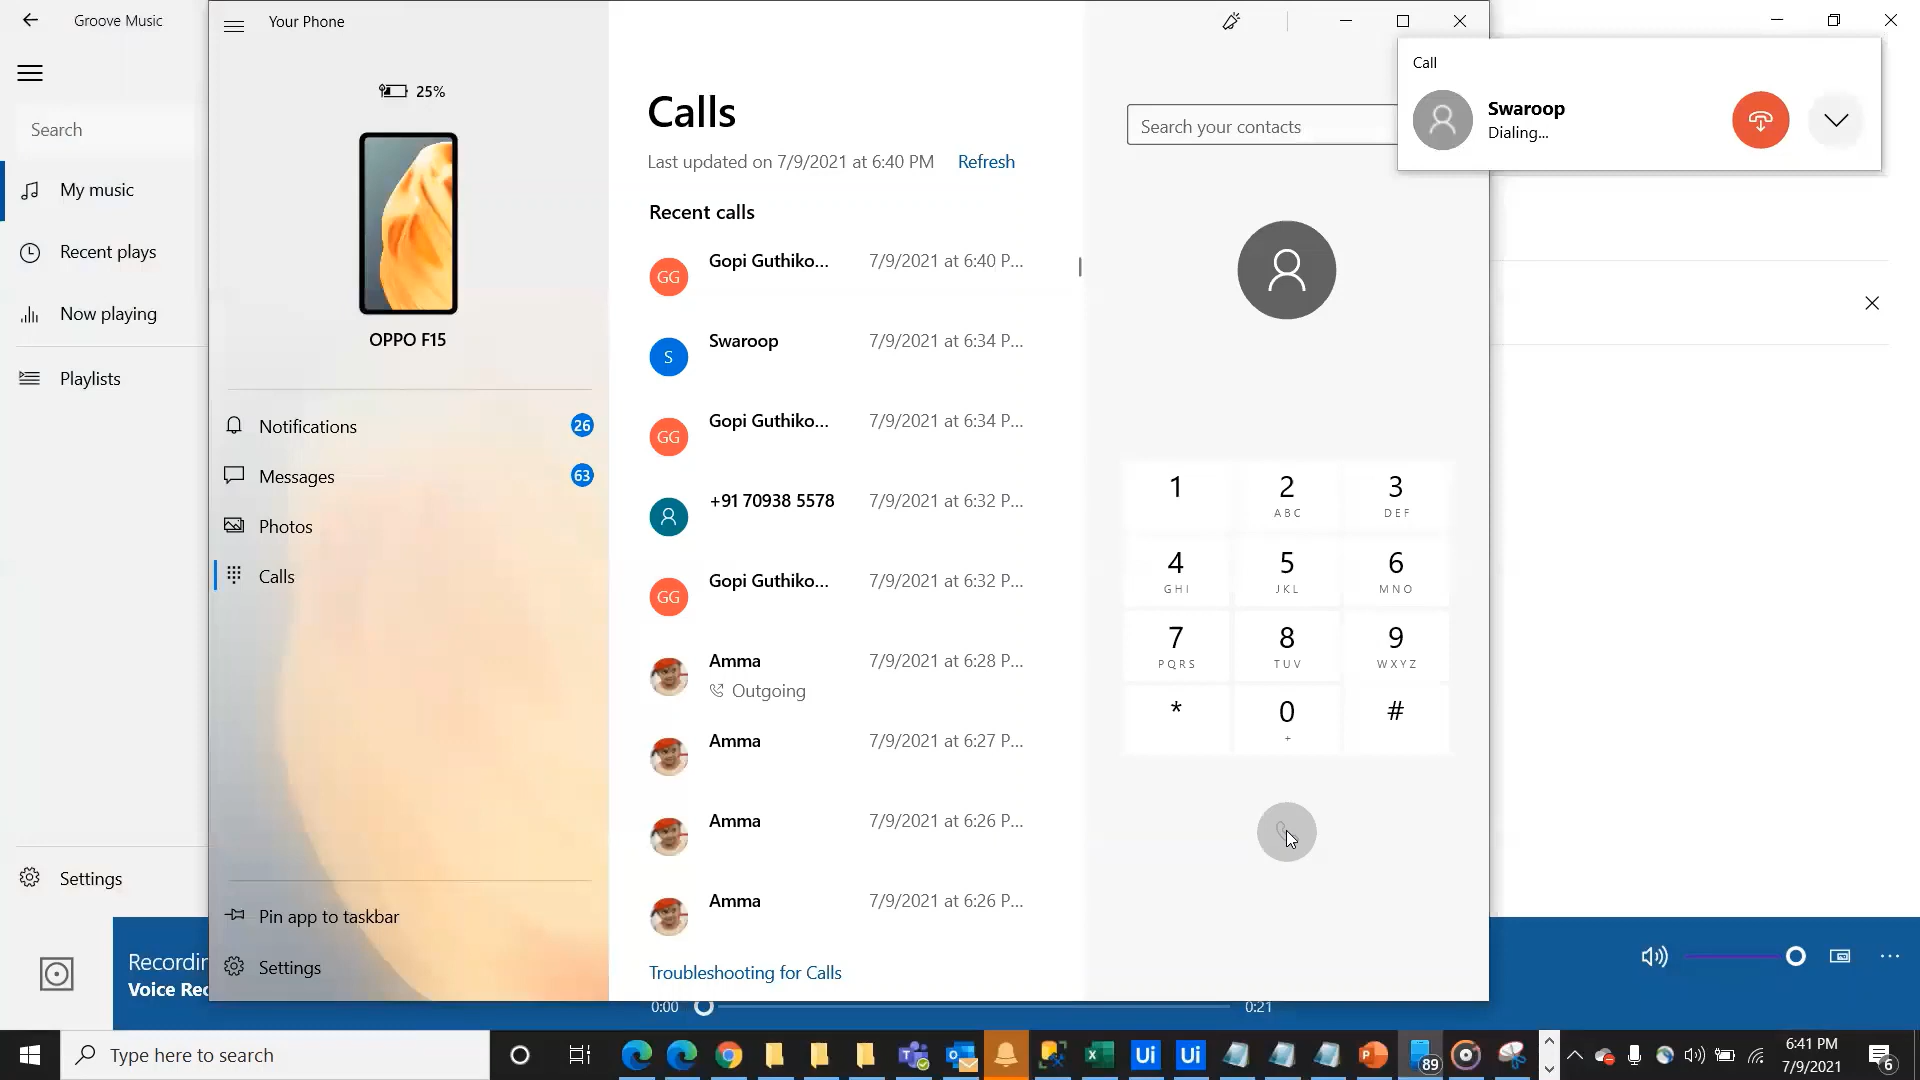 Groove Music
Search
My music
Recent plays
Now playing
Playlists
Settings
Your Phone
25%
OPPO F15
Notifications 26
Messages 63
Photos
Calls
Pin app to taskbar
Settings
Calls
Last updated on 7/9/2021 at 6:40 PM Refresh
Recent calls
GG Gopi Guthiko... 7/9/2021 at 6:40 P...
S Swaroop 7/9/2021 at 6:34 P...
GG Gopi Guthiko... 7/9/2021 at 6:34 P...
+91 70938 5578 7/9/2021 at 6:32 P...
GG Gopi Guthiko... 7/9/2021 at 6:32 P...
Amma 7/9/2021 at 6:28 P...
Outgoing
Amma 7/9/2021 at 6:27 P...
Amma 7/9/2021 at 6:26 P...
Amma 7/9/2021 at 6:26 P...
Troubleshooting for Calls
Search your contacts
Call
Swaroop
Dialing...
1 2 3
ABC DEF
4 5 6
GHI JKL MNO
7 8 9
PQRS TUV WXYZ
* 0 #
+
Recordin
Voice Rec
0:00 0:21
Type here to search
Ui Ui
89
6:41 PM
7/9/2021
6